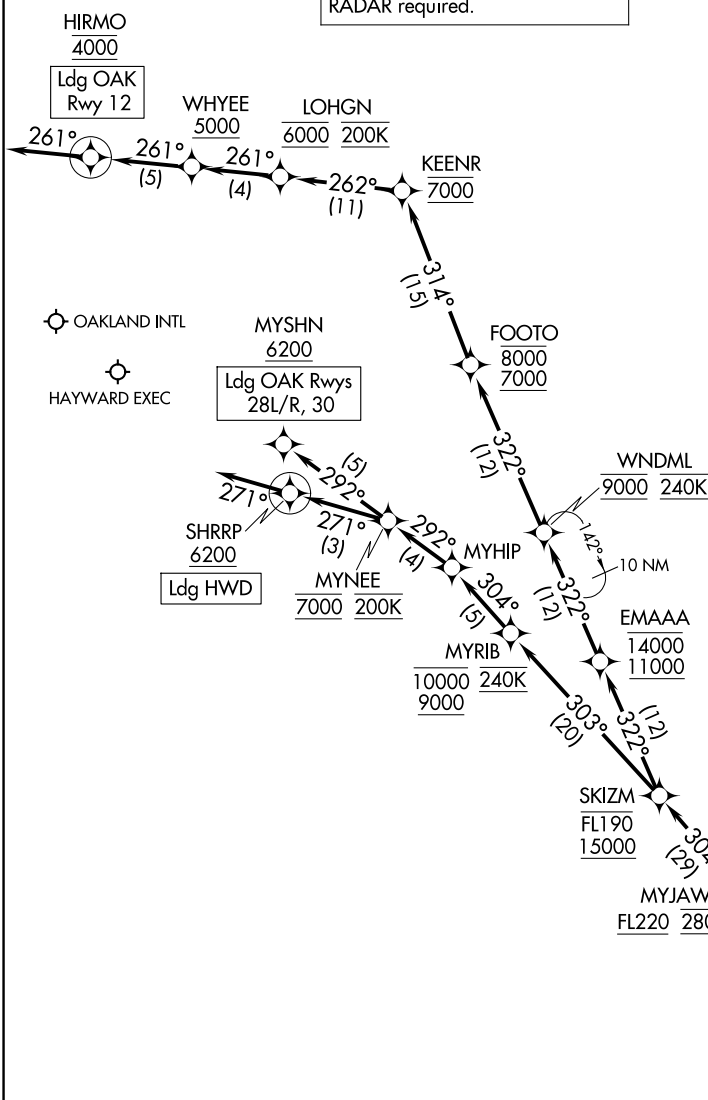 RADAR required.
HIRMO
4000
Ldg OAK
Rwy 12
261°
WHYEE
5000
261°
(5)
LOHGN
6000 200K
261°
(4)
KEENR
7000
262°
(11)
314°
(15)
OAKLAND INTL
HAYWARD EXEC
MYSHN
6200
Ldg OAK Rwys
28L/R, 30
FOOTO
8000
7000
322°
(12)
WNDML
9000 240K
142°
10 NM
322°
(12)
(5)
292°
271°
SHRRP
6200
Ldg HWD
271°
(3)
MYNEE
7000 200K
292°
(4)
MYHIP
304°
(5)
MYRIB
10000 240K
9000
EMAAA
14000
11000
303°
(20)
(12)
322°
SKIZM
FL190
15000
(29)
MYJAW
FL220